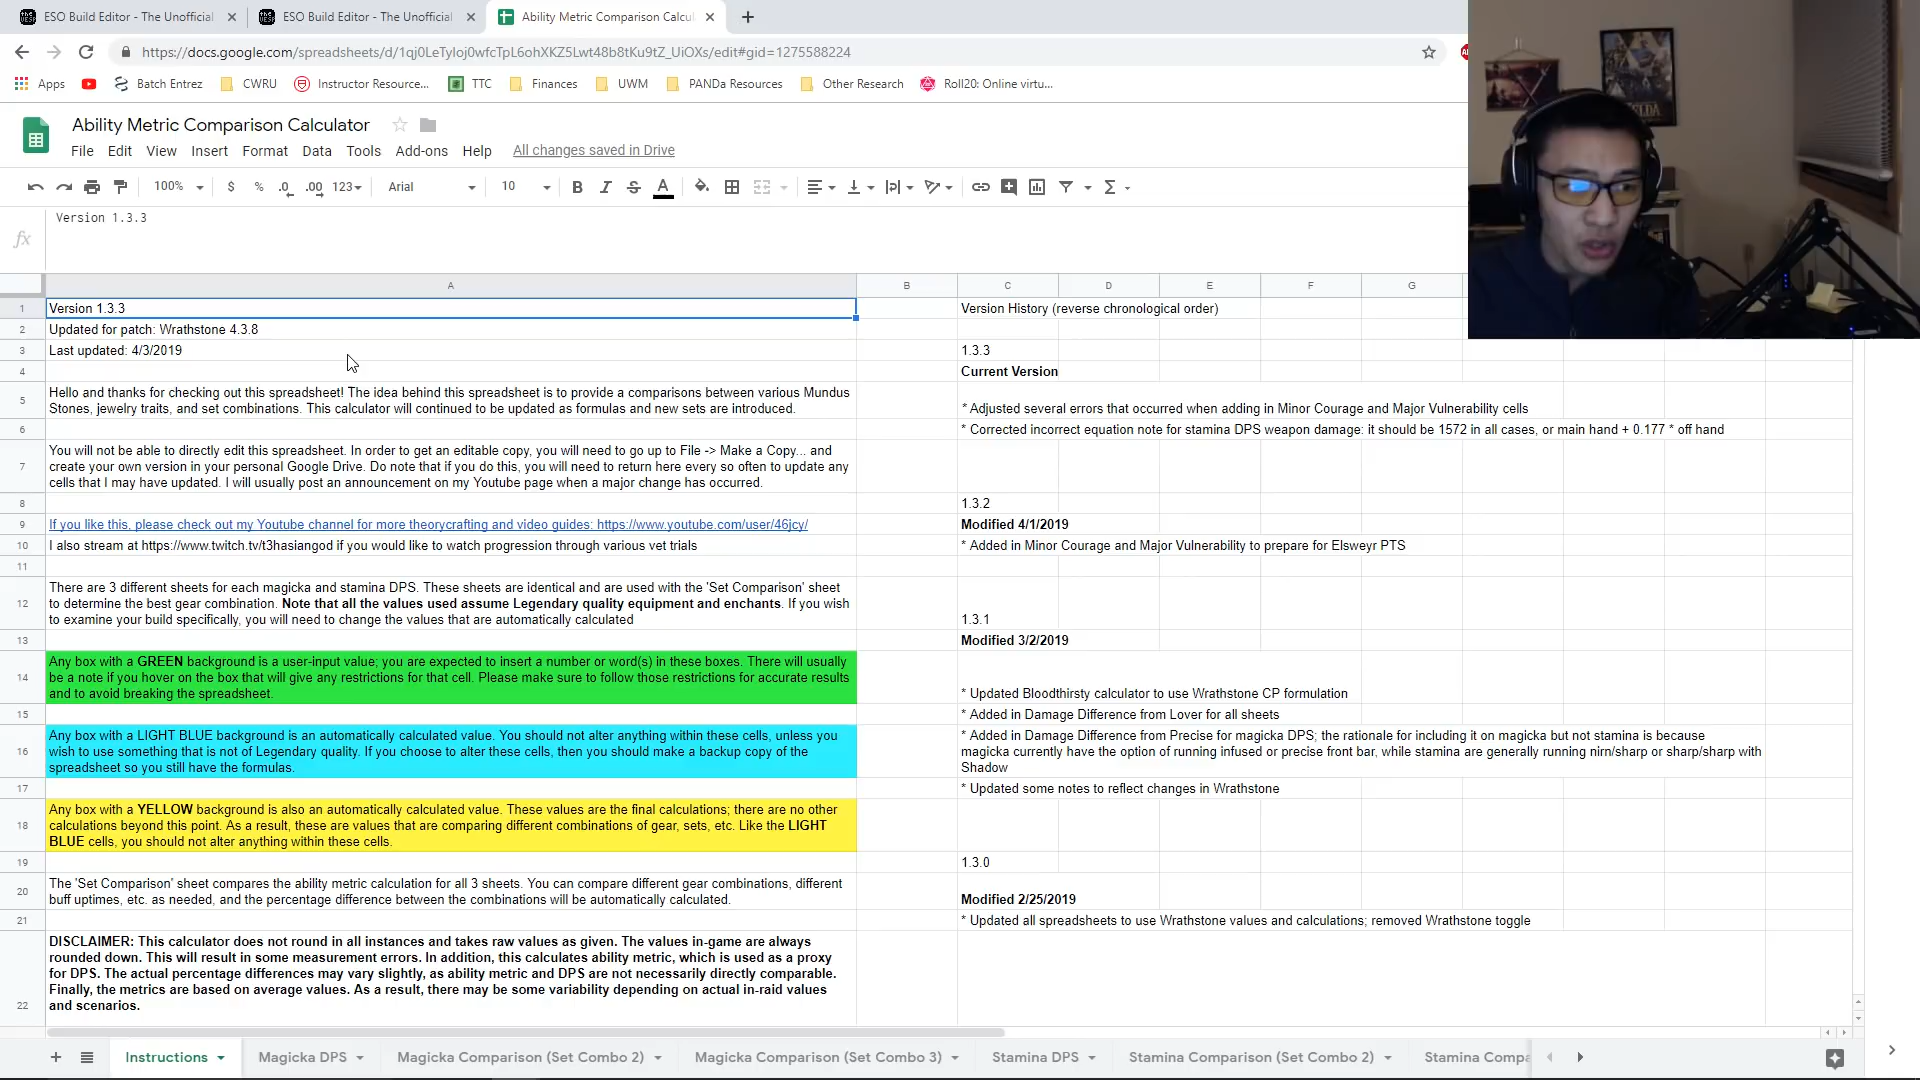 ESO Build Editor - The Unofficial
ESO Build Editor - The Unofficial
Ability Metric Comparison Calcu
https://docs.google.com/spreadsheets/d/1qj0LeTyloj0wfcTpL6ohXKZ5Lwt48b8tKu9tZ_UiOXs/edit#gid=1275588224
Apps
Batch Entrez
CWRU
Instructor Resource...
TTC
Finances
UWM
PANDa Resources
Other Research
Roll20: Online virtu...
Ability Metric Comparison Calculator
File Edit View Insert Format Data Tools Add-ons Help All changes saved in Drive
100% $ % .0 .00 123 Arial 10 B I S A
fx Version 1.3.3
A B C D E F G
1 Version 1.3.3
Version History (reverse chronological order)
2 Updated for patch: Wrathstone 4.3.8
3 Last updated: 4/3/2019
1.3.3
4
Current Version
5 Hello and thanks for checking out this spreadsheet! The idea behind this spreadsheet is to provide a comparisons between various Mundus
Stones, jewelry traits, and set combinations. This calculator will continued to be updated as formulas and new sets are introduced.
* Adjusted several errors that occurred when adding in Minor Courage and Major Vulnerability cells
6
* Corrected incorrect equation note for stamina DPS weapon damage: it should be 1572 in all cases, or main hand + 0.177 * off hand
7 You will not be able to directly edit this spreadsheet. In order to get an editable copy, you will need to go up to File -> Make a Copy... and
create your own version in your personal Google Drive. Do note that if you do this, you will need to return here every so often to update any
cells that I may have updated. I will usually post an announcement on my Youtube page when a major change has occurred.
8
1.3.2
9 If you like this, please check out my Youtube channel for more theorycrafting and video guides: https://www.youtube.com/user/46jcy/
Modified 4/1/2019
10 I also stream at https://www.twitch.tv/t3hasiangod if you would like to watch progression through various vet trials
* Added in Minor Courage and Major Vulnerability to prepare for Elsweyr PTS
11
12 There are 3 different sheets for each magicka and stamina DPS. These sheets are identical and are used with the 'Set Comparison' sheet
to determine the best gear combination. Note that all the values used assume Legendary quality equipment and enchants. If you wish
to examine your build specifically, you will need to change the values that are automatically calculated
1.3.1
13
Modified 3/2/2019
14 Any box with a GREEN background is a user-input value; you are expected to insert a number or word(s) in these boxes. There will usually
be a note if you hover on the box that will give any restrictions for that cell. Please make sure to follow those restrictions for accurate results
and to avoid breaking the spreadsheet.
* Updated Bloodthirsty calculator to use Wrathstone CP formulation
15
* Added in Damage Difference from Lover for all sheets
16 Any box with a LIGHT BLUE background is an automatically calculated value. You should not alter anything within these cells, unless you
wish to use something that is not of Legendary quality. If you choose to alter these cells, then you should make a backup copy of the
spreadsheet so you still have the formulas.
* Added in Damage Difference from Precise for magicka DPS; the rationale for including it on magicka but not stamina is because
magicka currently have the option of running infused or precise front bar, while stamina are generally running nirn/sharp or sharp/sharp with
Shadow
17
* Updated some notes to reflect changes in Wrathstone
18 Any box with a YELLOW background is also an automatically calculated value. These values are the final calculations; there are no other
calculations beyond this point. As a result, these are values that are comparing different combinations of gear, sets, etc. Like the LIGHT
BLUE cells, you should not alter anything within these cells.
19
1.3.0
20 The 'Set Comparison' sheet compares the ability metric calculation for all 3 sheets. You can compare different gear combinations, different
buff uptimes, etc. as needed, and the percentage difference between the combinations will be automatically calculated.
Modified 2/25/2019
21
* Updated all spreadsheets to use Wrathstone values and calculations; removed Wrathstone toggle
22 DISCLAIMER: This calculator does not round in all instances and takes raw values as given. The values in-game are always
rounded down. This will result in some measurement errors. In addition, this calculates ability metric, which is used as a proxy
for DPS. The actual percentage differences may vary slightly, as ability metric and DPS are not necessarily directly comparable.
Finally, the metrics are based on average values. As a result, there may be some variability depending on actual in-raid values
and scenarios.
Instructions
Magicka DPS
Magicka Comparison (Set Combo 2)
Magicka Comparison (Set Combo 3)
Stamina DPS
Stamina Comparison (Set Combo 2)
Stamina Compa